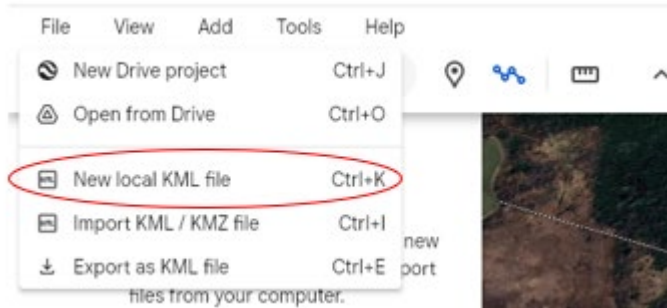 File View Add Tools Help
New Drive project Ctrl+J
Open from Drive Ctrl+O
New local KML file Ctrl+K
Import KML / KMZ file Ctrl+I
new
Export as KML file Ctrl+E port
files from your computer.